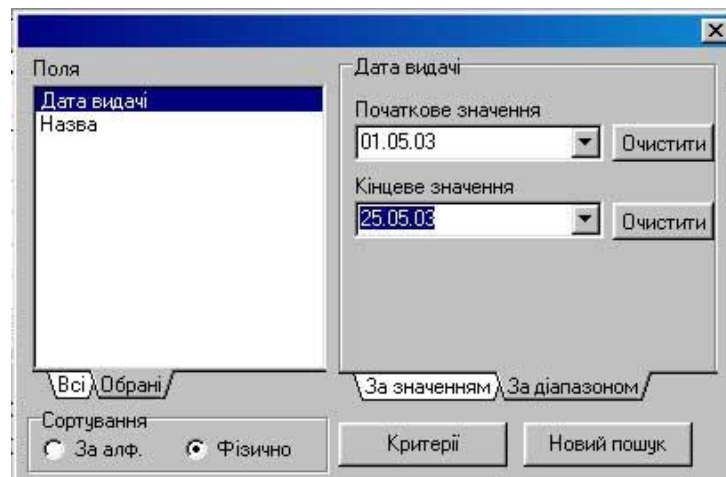 Поля
Дата видачі
Назва
Всі
Обрані
Сортування
За алф.
Фізично
Дата видачі
Початкове значення
01.05.03
Очистити
Кінцеве значення
25.05.03
Очистити
За значенням
За діапазоном
Критерії
Новий пошук